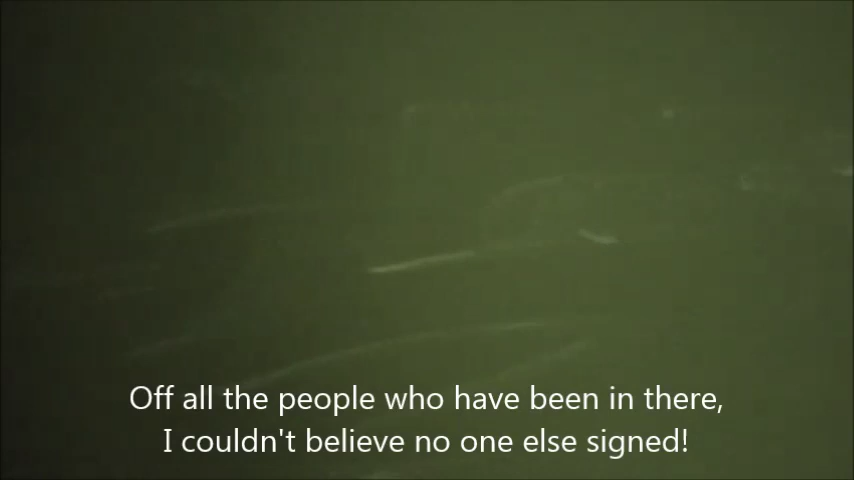 Off all the people who have been in there,
I couldn't believe no one else signed!